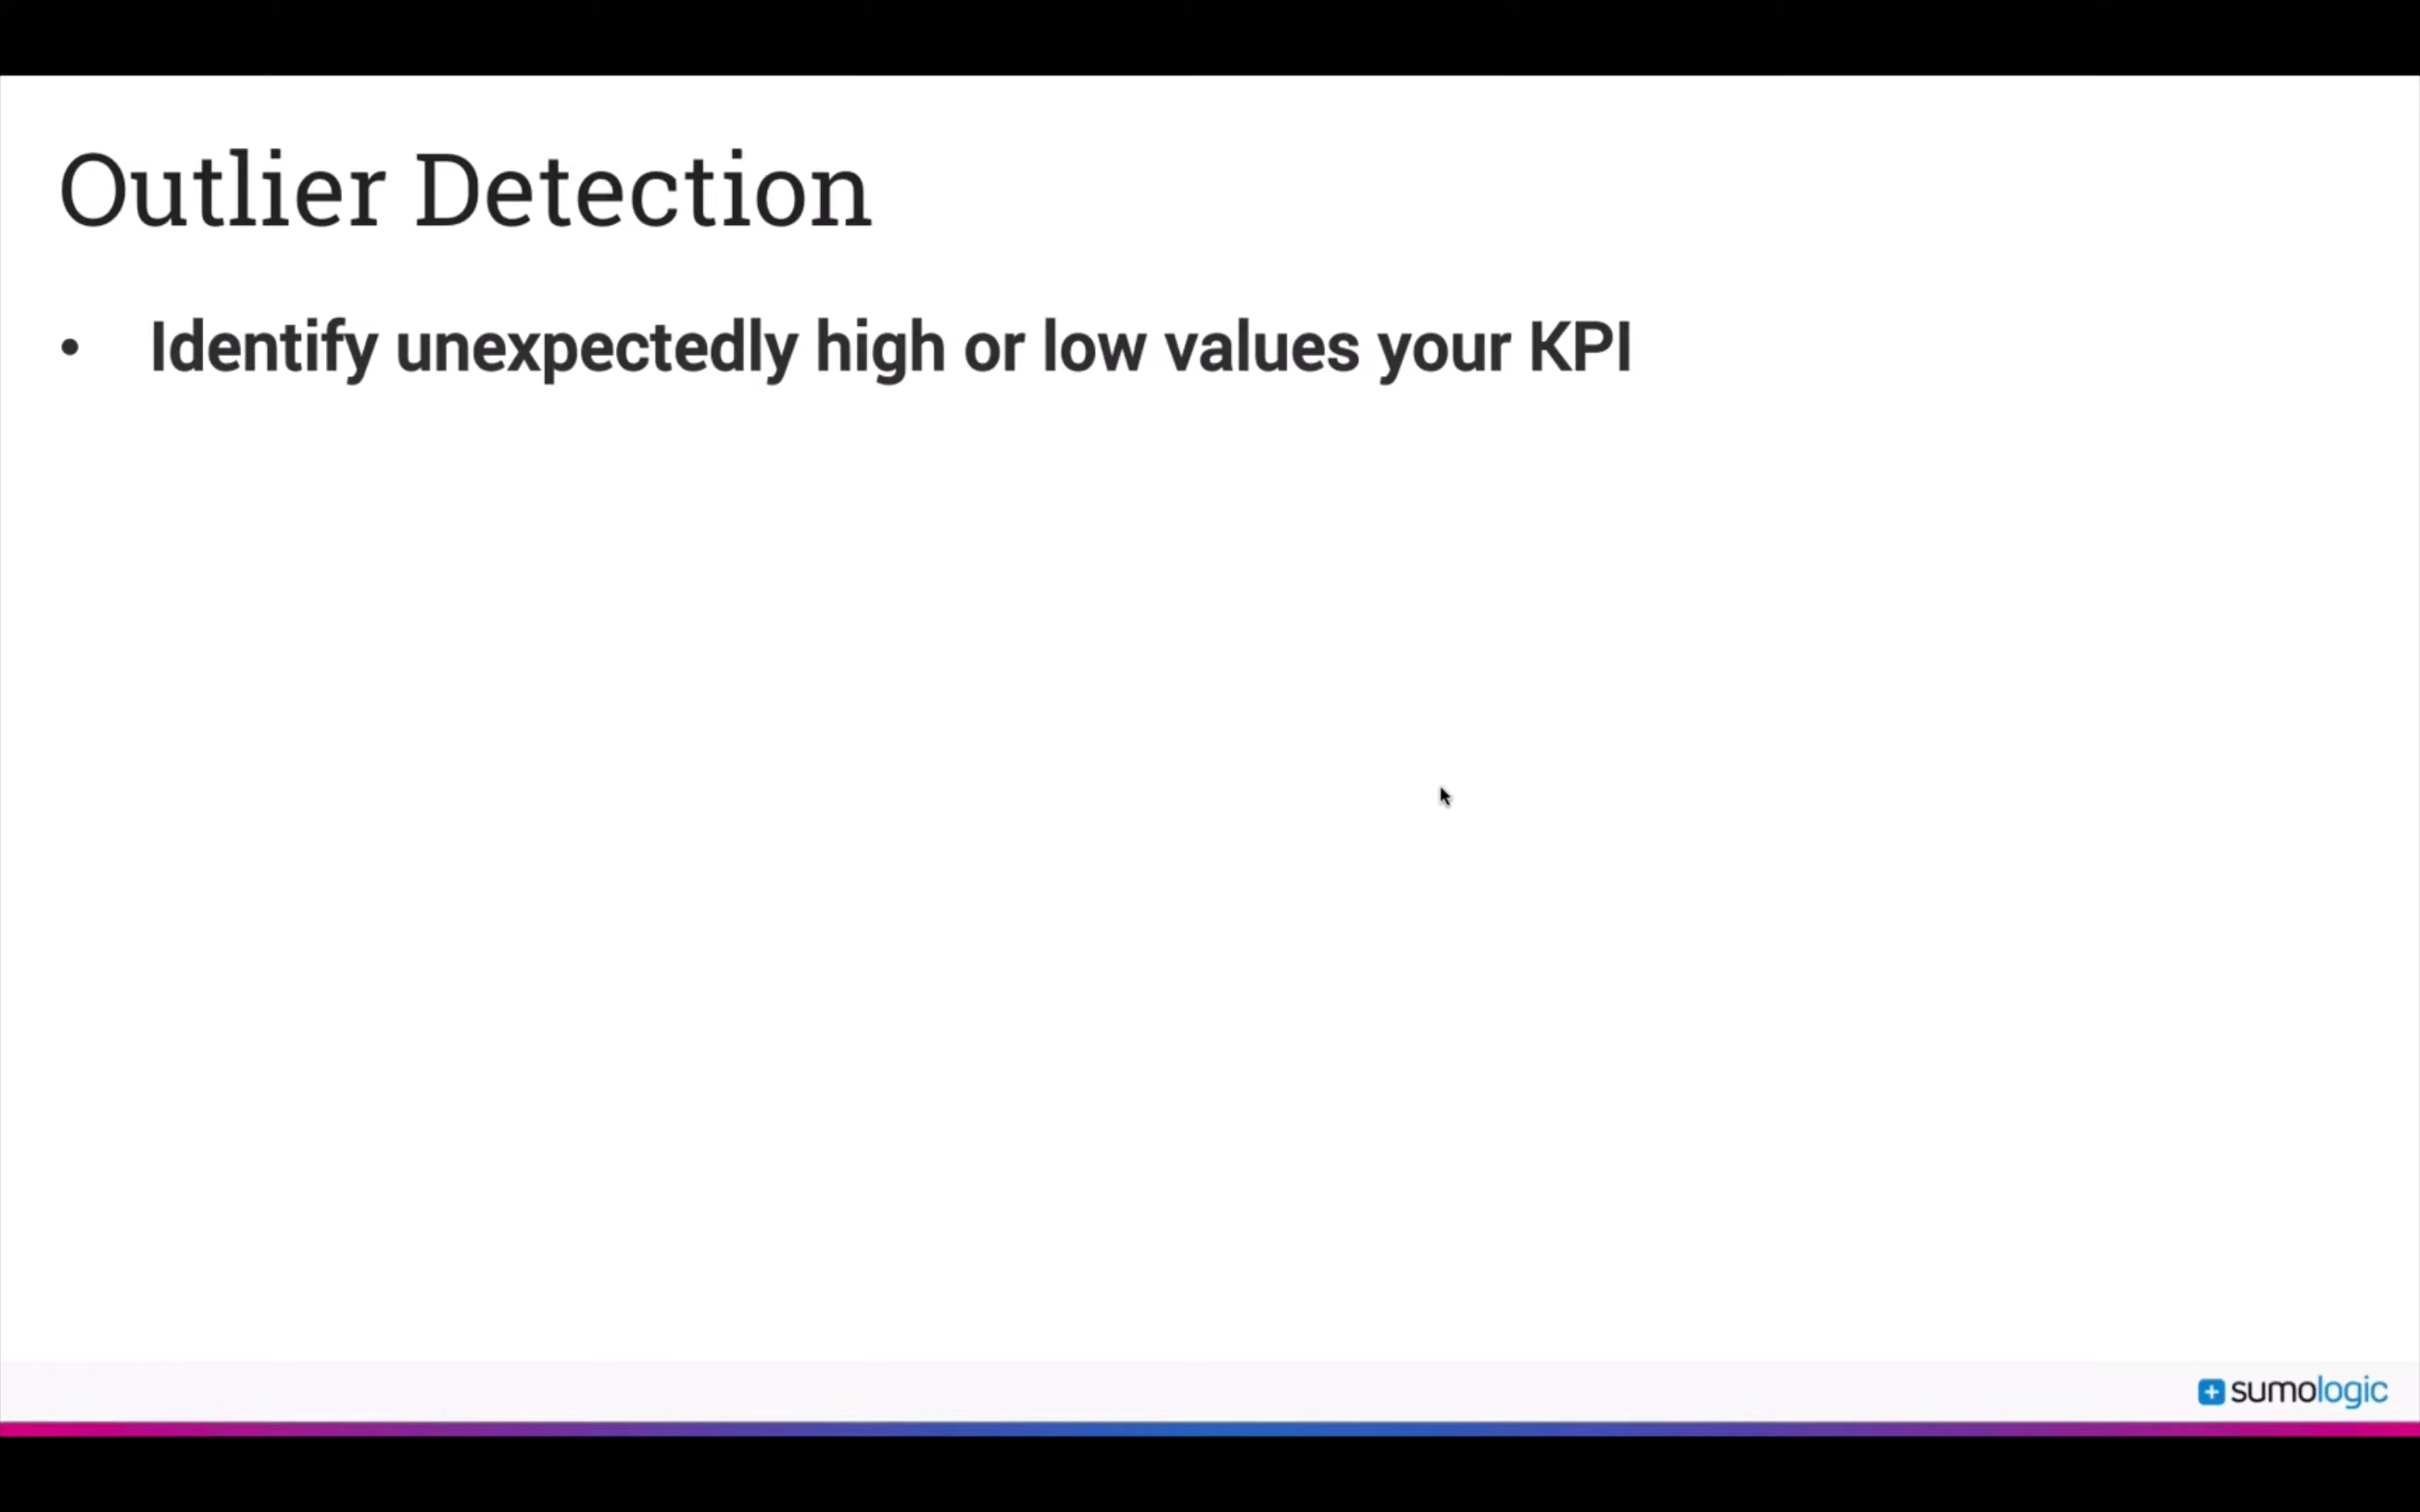 Outlier Detection
• Identify unexpectedly high or low values your KPI
sumologic